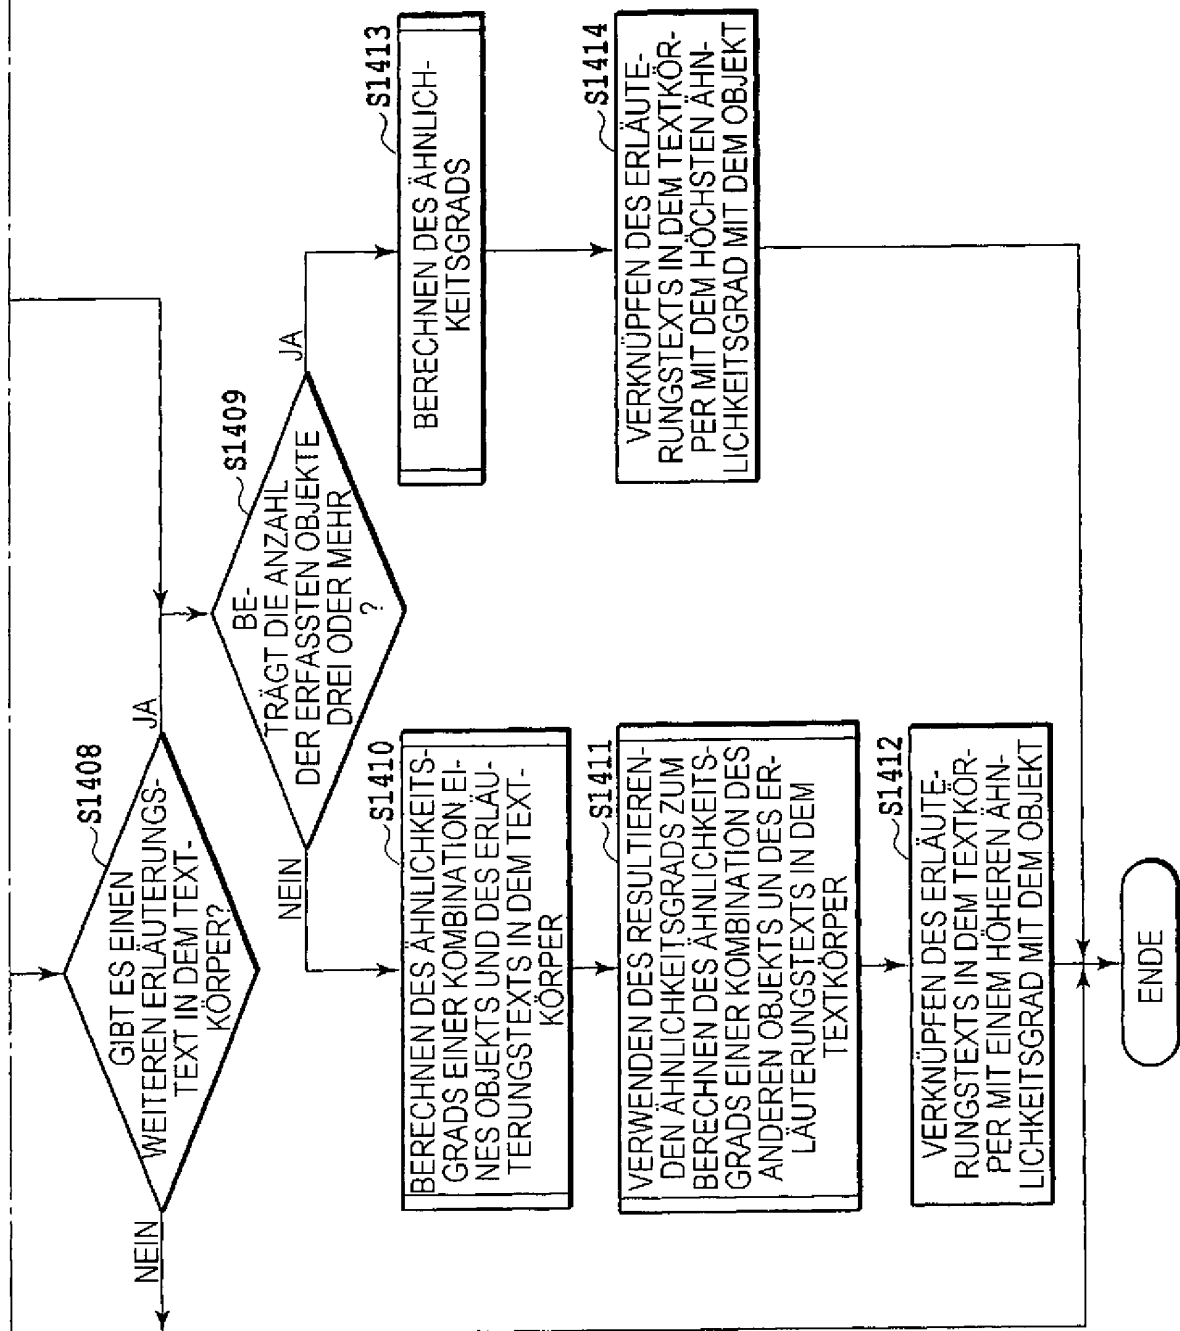 S1408
GIBT ES EINEN
WEITEREN ERLÄUTERUNGS-
TEXT IN DEM TEXT-
KÖRPER?
NEIN
JA
S1409
BE-
TRÄGT DIE ANZAHL
DER ERFASSTEN OBJEKTE
DREI ODER MEHR
?
NEIN
JA
S1410
BERECHNEN DES ÄHNLICHKEITS-
GRADS EINER KOMBINATION EI-
NES OBJEKTS UND DES ERLÄU-
TERUNGSTEXTS IN DEM TEXT-
KÖRPER
S1411
VERWENDEN DES RESULTIEREN-
DEN ÄHNLICHKEITSGRADS ZUM
BERECHNEN DES ÄHNLICHKEITS-
GRADS EINER KOMBINATION DES
ANDEREN OBJEKTS UN DES ER-
LÄUTERUNGSTEXTS IN DEM
TEXTKÖRPER
S1412
VERKNÜPFEN DES ERLÄUTE-
RUNGSTEXTS IN DEM TEXTKÖR-
PER MIT EINEM HÖHEREN ÄHN-
LICHKEITSGRAD MIT DEM OBJEKT
S1413
BERECHNEN DES ÄHNLICH-
KEITSGRADS
S1414
VERKNÜPFEN DES ERLÄUTE-
RUNGSTEXTS IN DEM TEXTKÖR-
PER MIT DEM HÖCHSTEN ÄHN-
LICHKEITSGRAD MIT DEM OBJEKT
ENDE